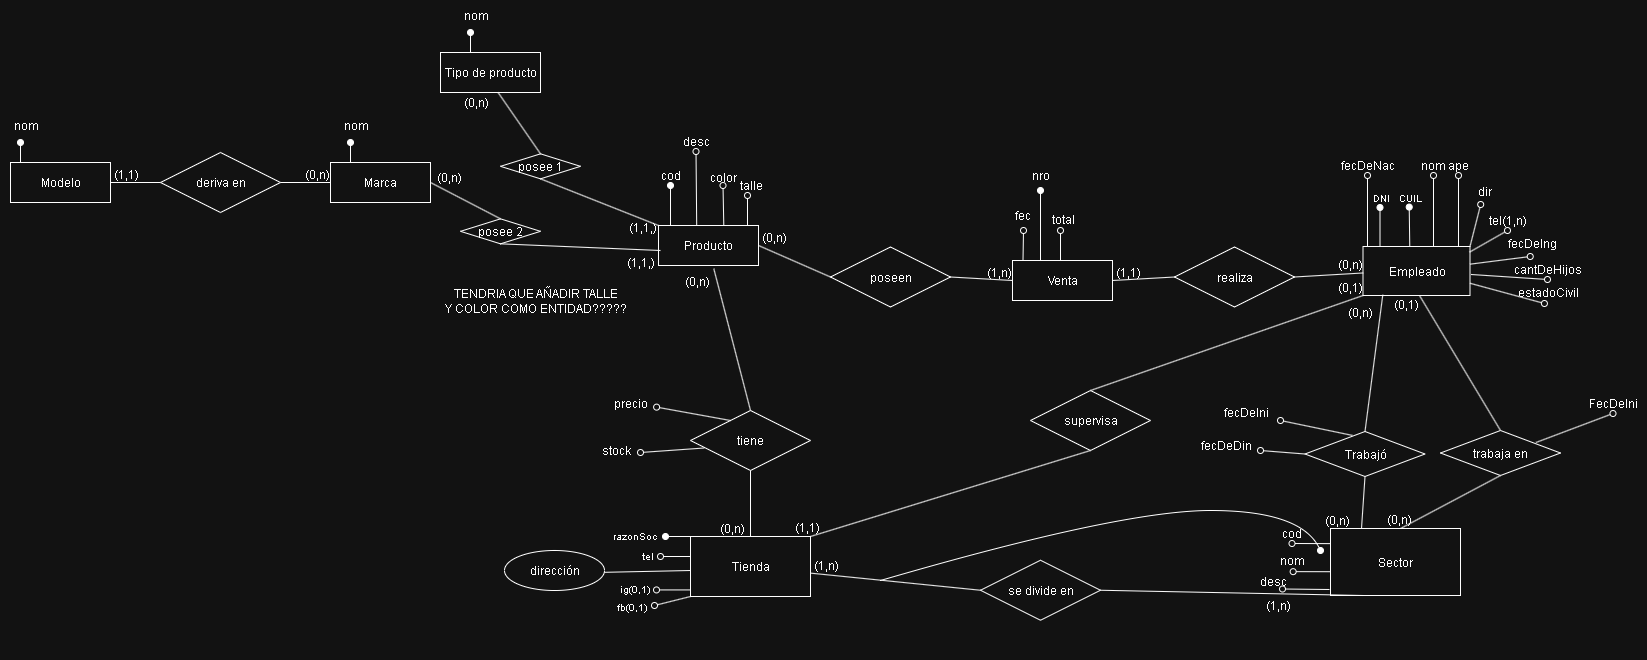 nom
Tipo de producto
(0,n)
nom
Modelo
(1,1)
deriva en
(0,n)
nom
Marca
(0,n)
posee 1
posee 2
desc
cod
color
talle
(1,1,)
Producto
(0,n)
(1,1,)
(0,n)
TENDRIA QUE AÑADIR TALLE
Y COLOR COMO ENTIDAD?????
poseen
(1,n)
nro
fec
total
Venta
(1,1)
realiza
(0,n)
fecDeNac
nom ape
DNI
CUIL
dir
tel(1,n)
fecDeIng
cantDeHijos
estadoCivil
Empleado
(0,1)
(0,n)
(0,1)
precio
stock
tiene
supervisa
fecDeIni
fecDeDin
Trabajó
trabaja en
FecDeIni
(0,n)
(1,1)
razonSoc
tel
dirección
ig(0,1)
fb(0,1)
Tienda
(1,n)
se divide en
(0,n)
(0,n)
cod
nom
desc
Sector
(1,n)